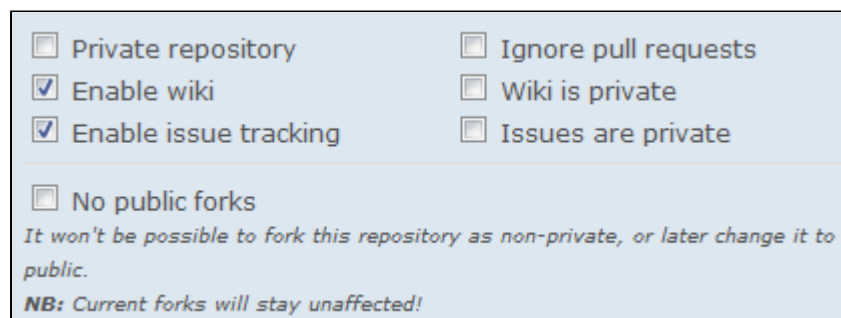 Private repository
Ignore pull requests
Enable wiki
Wiki is private
Enable issue tracking
Issues are private
No public forks
It won't be possible to fork this repository as non-private, or later change it to
public.
NB: Current forks will stay unaffected!